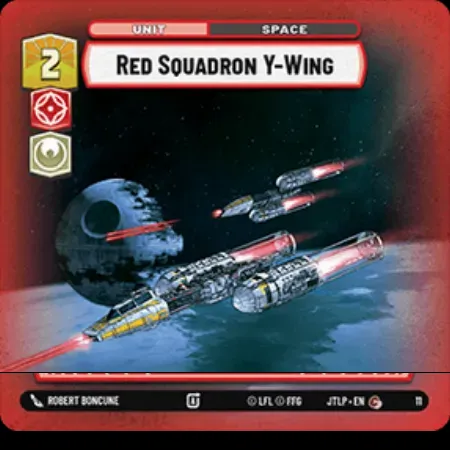 UNIT SPACE
2 RED SQUADRON Y-WING
ROBERT BONCUNE Ⓒ LFL Ⓘ FFG JTLP • EN 11